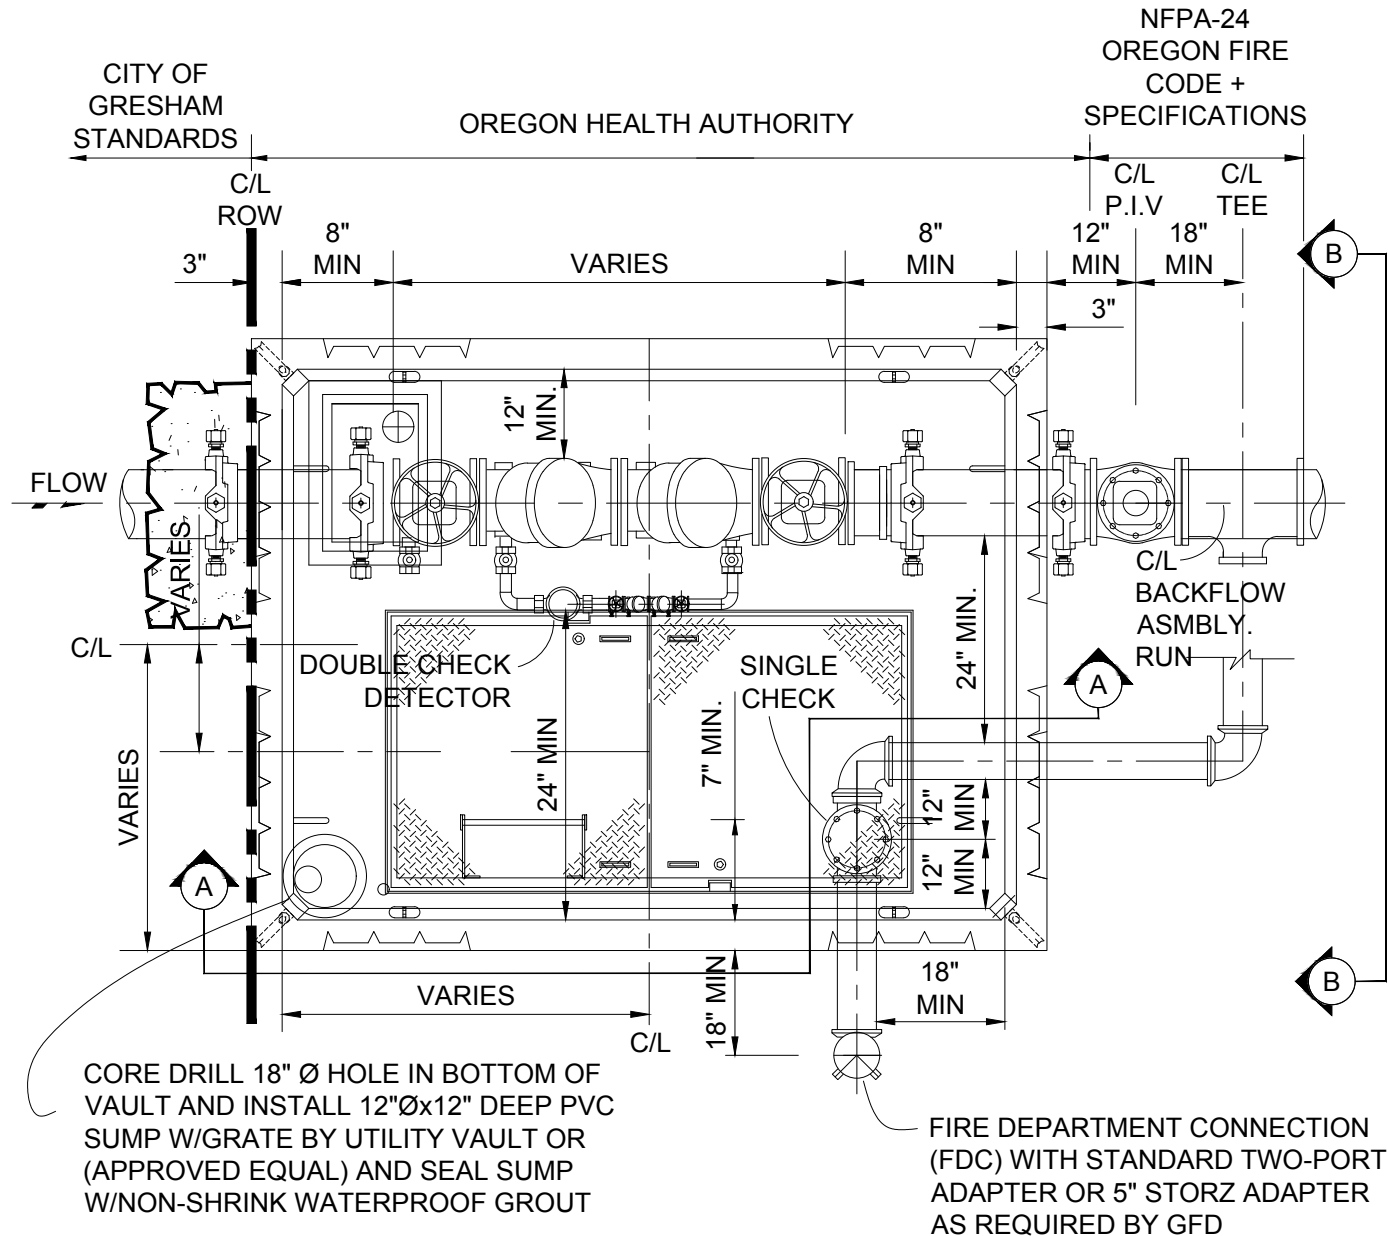 NFPA-24
OREGON FIRE
CODE +
SPECIFICATIONS
CITY OF
GRESHAM
STANDARDS
OREGON HEALTH AUTHORITY
C/L
ROW
C/L
P.I.V
C/L
TEE
3"
8"
MIN
VARIES
8"
MIN
12"
MIN
18"
MIN
3"
B
12"
MIN.
FLOW
VARIES
C/L
BACKFLOW
ASMBLY.
RUN
24" MIN.
C/L
DOUBLE CHECK
DETECTOR
SINGLE
CHECK
A
7" MIN.
24" MIN
VARIES
12"
MIN
12"
MIN
A
B
VARIES
18" MIN
18"
MIN
C/L
CORE DRILL 18" Ø HOLE IN BOTTOM OF
VAULT AND INSTALL 12"Øx12" DEEP PVC
SUMP W/GRATE BY UTILITY VAULT OR
(APPROVED EQUAL) AND SEAL SUMP
W/NON-SHRINK WATERPROOF GROUT
FIRE DEPARTMENT CONNECTION
(FDC) WITH STANDARD TWO-PORT
ADAPTER OR 5" STORZ ADAPTER
AS REQUIRED BY GFD